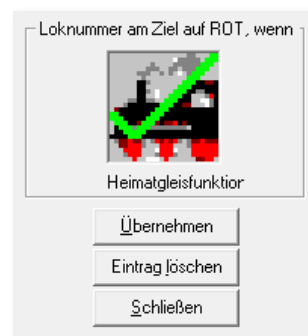 Loknummer am Ziel auf ROT, wenn
Heimatgleisfunktior
Übernehmen
Eintrag löschen
Schließen